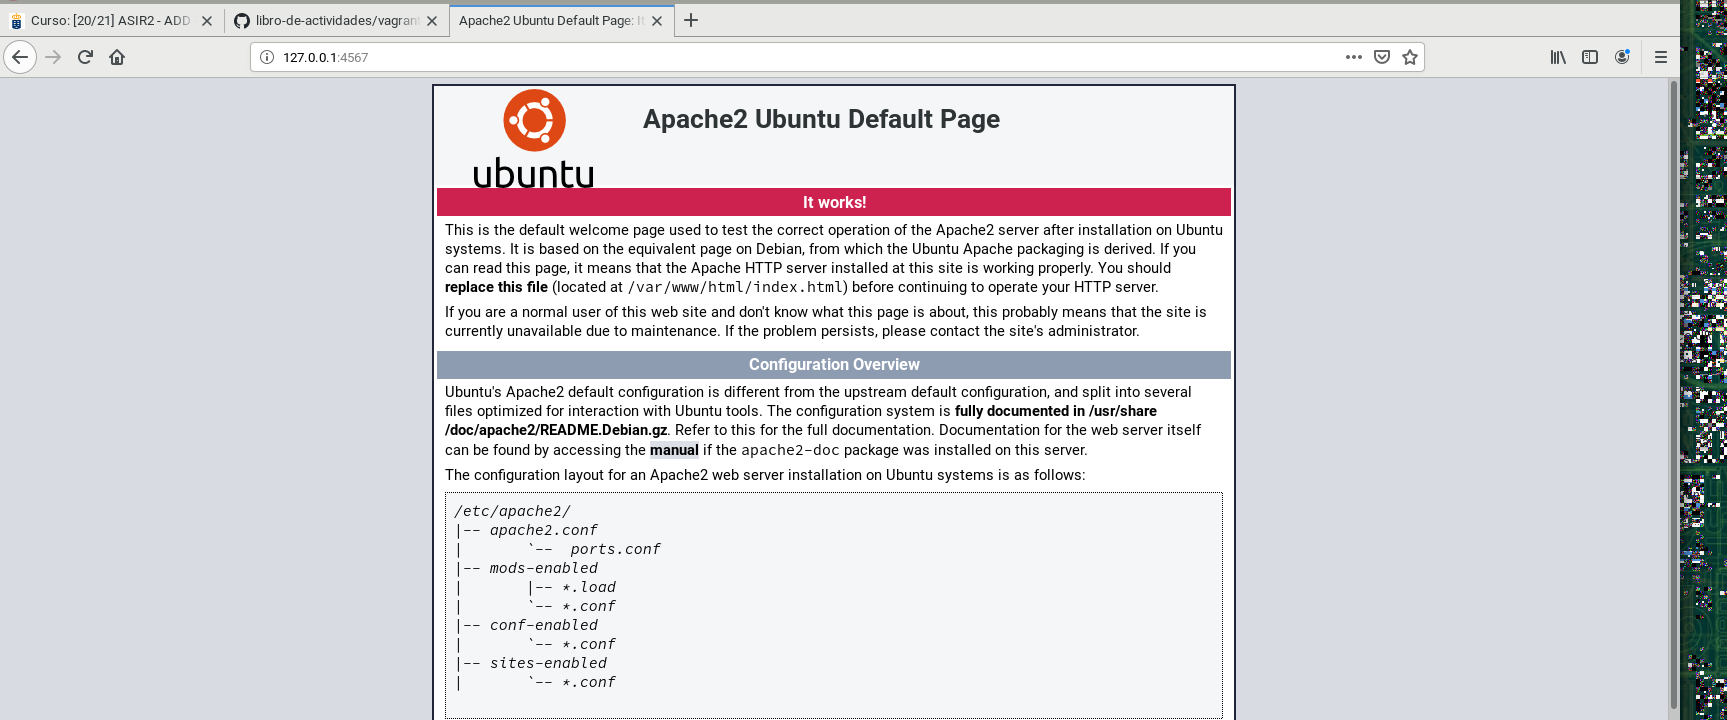 Curso: [20/21] ASIR2 - ADD
libro-de-actividades/vagrant
Apache2 Ubuntu Default Page: It
127.0.0.1:4567
ubuntu
Apache2 Ubuntu Default Page
It works!
This is the default welcome page used to test the correct operation of the Apache2 server after installation on Ubuntu
systems. It is based on the equivalent page on Debian, from which the Ubuntu Apache packaging is derived. If you
can read this page, it means that the Apache HTTP server installed at this site is working properly. You should
replace this file (located at /var/www/html/index.html) before continuing to operate your HTTP server.
If you are a normal user of this web site and don't know what this page is about, this probably means that the site is
currently unavailable due to maintenance. If the problem persists, please contact the site's administrator.
Configuration Overview
Ubuntu's Apache2 default configuration is different from the upstream default configuration, and split into several
files optimized for interaction with Ubuntu tools. The configuration system is fully documented in /usr/share
/doc/apache2/README.Debian.gz. Refer to this for the full documentation. Documentation for the web server itself
can be found by accessing the manual if the apache2-doc package was installed on this server.
The configuration layout for an Apache2 web server installation on Ubuntu systems is as follows:
/etc/apache2/
|-- apache2.conf
|       `--  ports.conf
|-- mods-enabled
|       |-- *.load
|       `-- *.conf
|-- conf-enabled
|       `-- *.conf
|-- sites-enabled
|       `-- *.conf